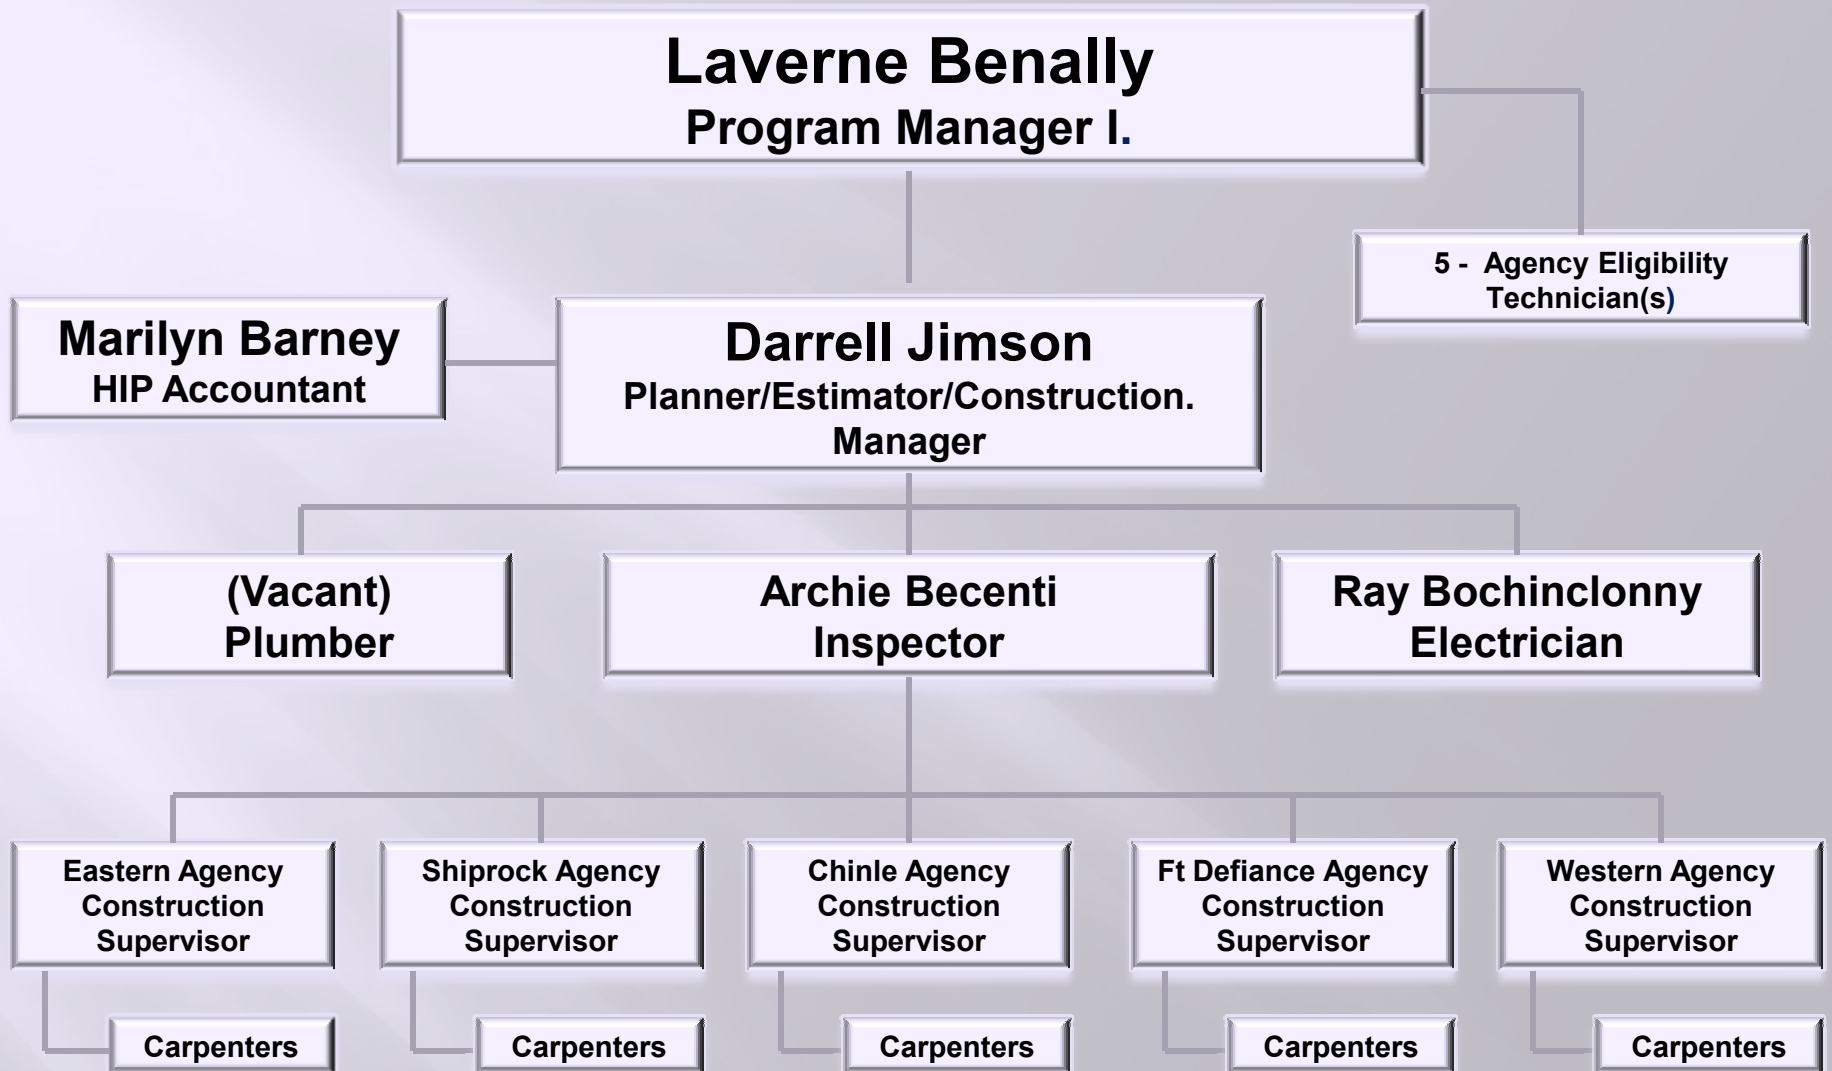 Laverne Benally
Program Manager I.
5 - Agency Eligibility
Technician(s)
Marilyn Barney
HIP Accountant
Darrell Jimson
Planner/Estimator/Construction.
Manager
(Vacant)
Plumber
Archie Becenti
Inspector
Ray Bochinclonny
Electrician
Eastern Agency
Construction
Supervisor
Shiprock Agency
Construction
Supervisor
Chinle Agency
Construction
Supervisor
Ft Defiance Agency
Construction
Supervisor
Western Agency
Construction
Supervisor
Carpenters
Carpenters
Carpenters
Carpenters
Carpenters